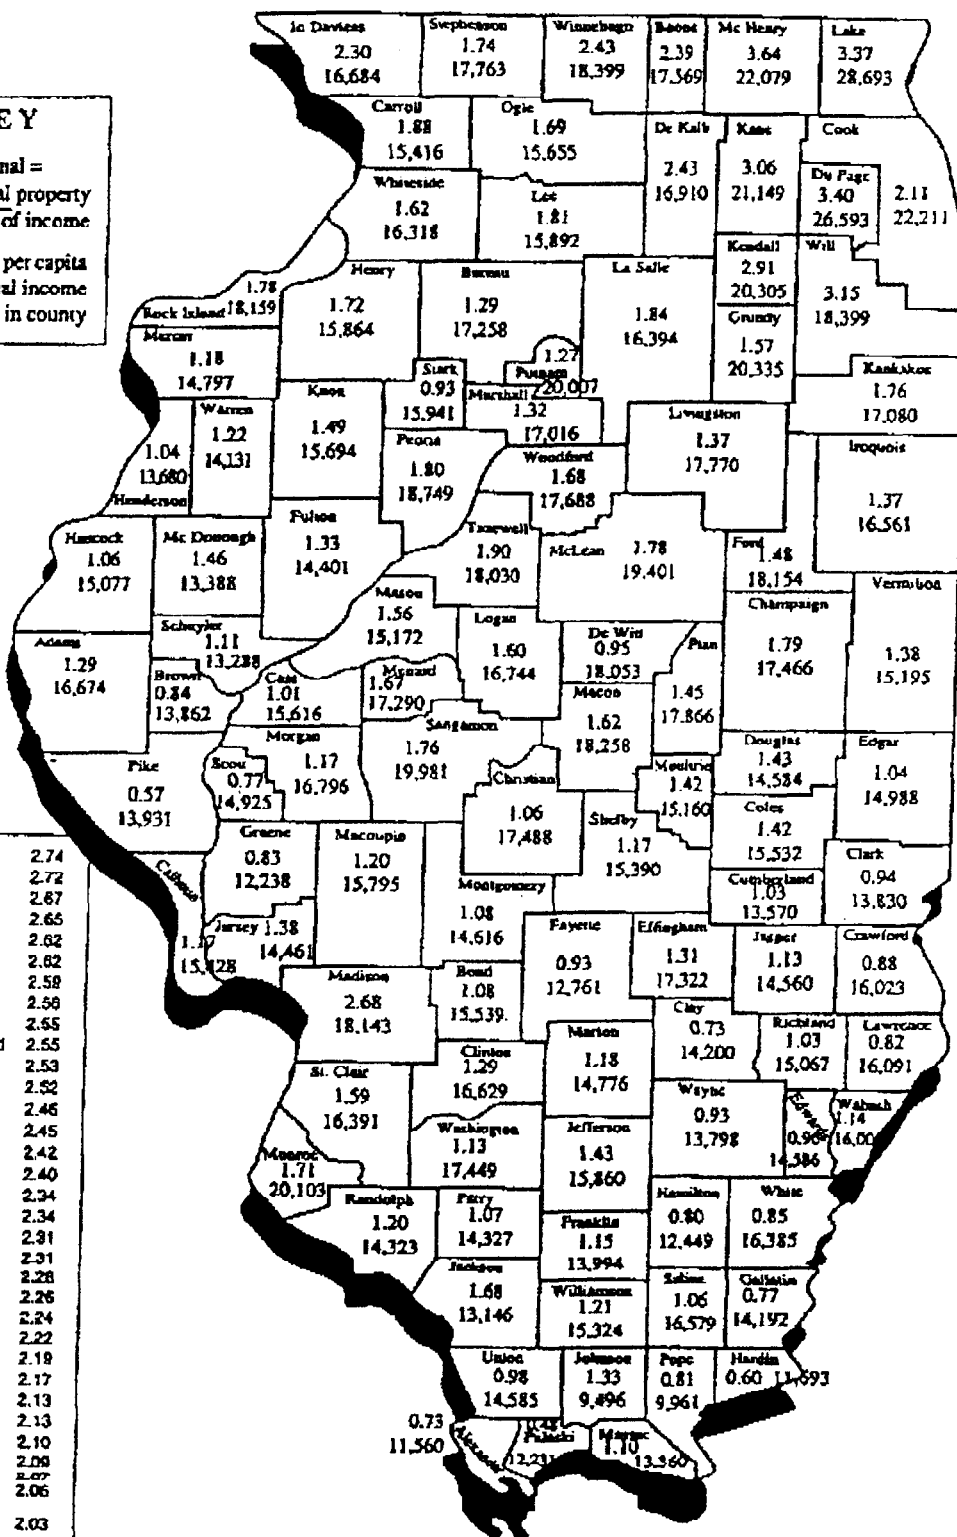 EY
nal =
al property
of income
per capita
al income
in county
Jo Daviess
2.30
16,684
Stephenson
1.74
17,763
Winnebago
2.43
18,399
Boone
2.39
17,569
Mc Henry
3.64
22,079
Lake
3.37
28,693
Carroll
1.88
15,416
Ogle
1.69
15,655
De Kalb
2.43
16,910
Kane
3.06
21,149
Cook
2.11
22,211
Du Page
3.40
26,593
Whiteside
1.62
16,318
Lee
1.81
15,892
Kendall
2.91
20,305
Will
3.15
18,399
Rock Island
1.78
18,159
Henry
1.72
15,864
Bureau
1.29
17,258
La Salle
1.84
16,394
Grundy
1.57
20,335
Mercer
1.18
14,797
Stark
0.93
15,941
Putnam
1.27
20,007
Kankakee
1.76
17,080
Knox
1.49
15,694
Marshall
1.32
17,016
Livingston
1.37
17,770
Warren
1.22
14,131
1.04
13,680
Henderson
Peoria
1.80
18,749
Woodford
1.68
17,688
Iroquois
1.37
16,561
Hancock
1.06
15,077
Mc Donough
1.46
13,388
Fulton
1.33
14,401
Tazewell
1.90
18,030
McLean
1.78
19,401
Ford
1.48
18,154
Vermilion
1.38
15,195
Mason
1.56
15,172
Logan
1.60
16,744
De Witt
0.95
18,053
Piatt
1.45
17,866
Champaign
1.79
17,466
Schuyler
1.11
13,288
Adams
1.29
16,674
Brown
0.84
13,862
Cass
1.01
15,616
Menard
1.67
17,290
Macon
1.62
18,258
Sangamon
1.76
19,981
Morgan
1.17
16,796
Scott
0.77
14,925
Pike
0.57
13,931
Christian
1.06
17,488
Moultrie
1.42
15,160
Douglas
1.43
14,584
Edgar
1.04
14,988
Shelby
1.17
15,390
Coles
1.42
15,532
Greene
0.83
12,238
Macoupin
1.20
15,795
Montgomery
1.08
14,616
Cumberland
1.03
13,570
Clark
0.94
13,830
Calhoun
Jersey
1.38
14,461
Fayette
0.93
12,761
Effingham
1.31
17,322
Jasper
1.13
14,560
Crawford
0.88
16,023
Madison
2.68
18,143
Bond
1.08
15,539
Clay
0.73
14,200
Richland
1.03
15,067
Lawrence
0.82
16,091
Marion
1.18
14,776
Clinton
1.29
16,629
St. Clair
1.59
16,391
Wayne
0.93
13,798
Edwards
14,586
Wabash
1.14
Washington
1.13
17,449
Jefferson
1.43
15,860
Monroe
1.71
20,103
Randolph
1.20
14,323
Perry
1.07
14,327
Franklin
1.15
13,994
Hamilton
0.80
12,449
White
0.85
16,385
Jackson
1.68
13,146
Williamson
1.21
15,324
Saline
1.06
16,579
Gallatin
0.77
14,192
Union
0.98
14,585
Johnson
1.33
9,496
Pope
0.81
9,961
Hardin
0.60
0.73
11,560
Alexander
Pulaski
Massac
1.10
13,360
2.74
2.72
2.67
2.65
2.62
2.62
2.59
2.56
2.55
2.55
2.53
2.52
2.46
2.45
2.42
2.40
2.34
2.34
2.31
2.31
2.28
2.26
2.24
2.22
2.19
2.17
2.13
2.13
2.10
2.09
2.07
2.06
2.03